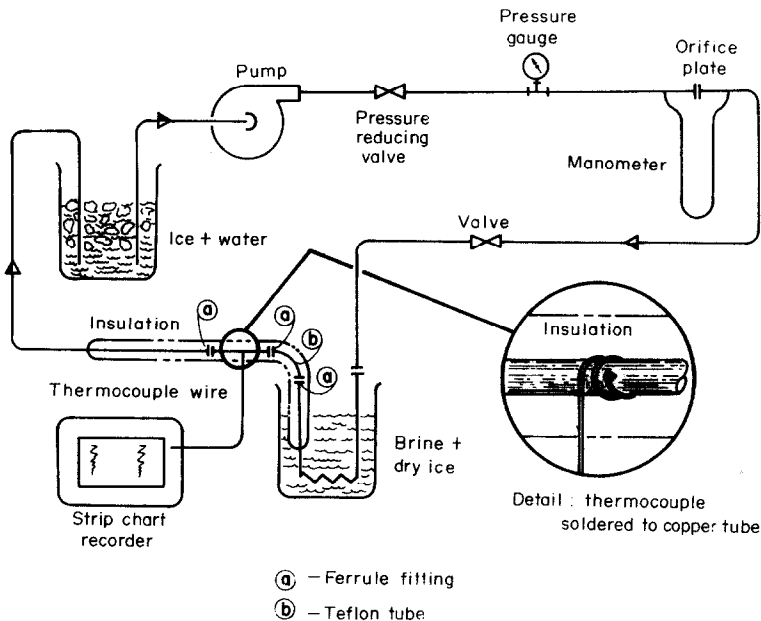 Pressure
gauge
Orifice
plate
Pump
Pressure
reducing
valve
Manometer
Ice + water
Valve
a
Insulation
a
b
a
Insulation
Thermocouple wire
Brine +
dry ice
Strip chart
recorder
Detail : thermocouple
soldered to copper tube
a – Ferrule fitting
b – Teflon tube